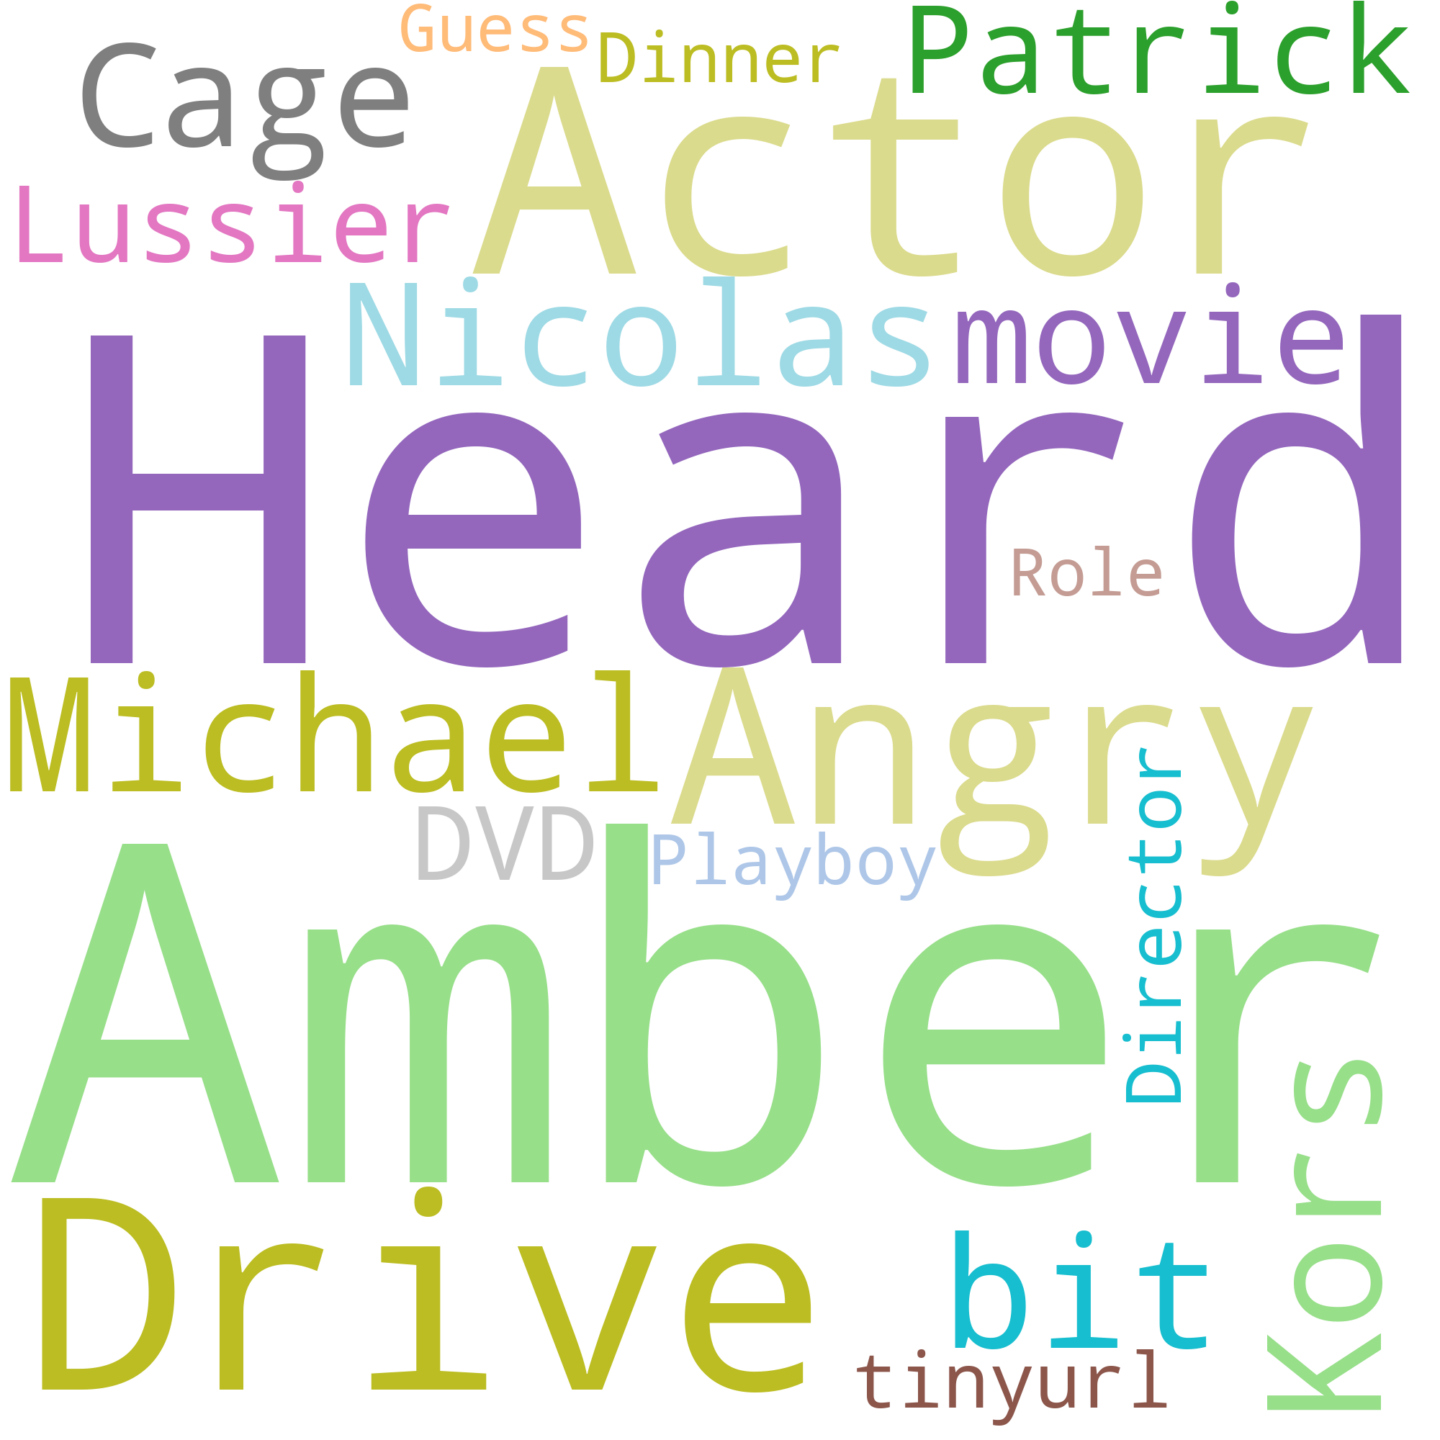 Guess
Dinner
Patrick
Cage
Actor
Lussier
Nicolas
movie
Heard
Role
Michael
Angry
DVD
Playboy
Director
Amber
Kors
Drive
bit
tinyurl